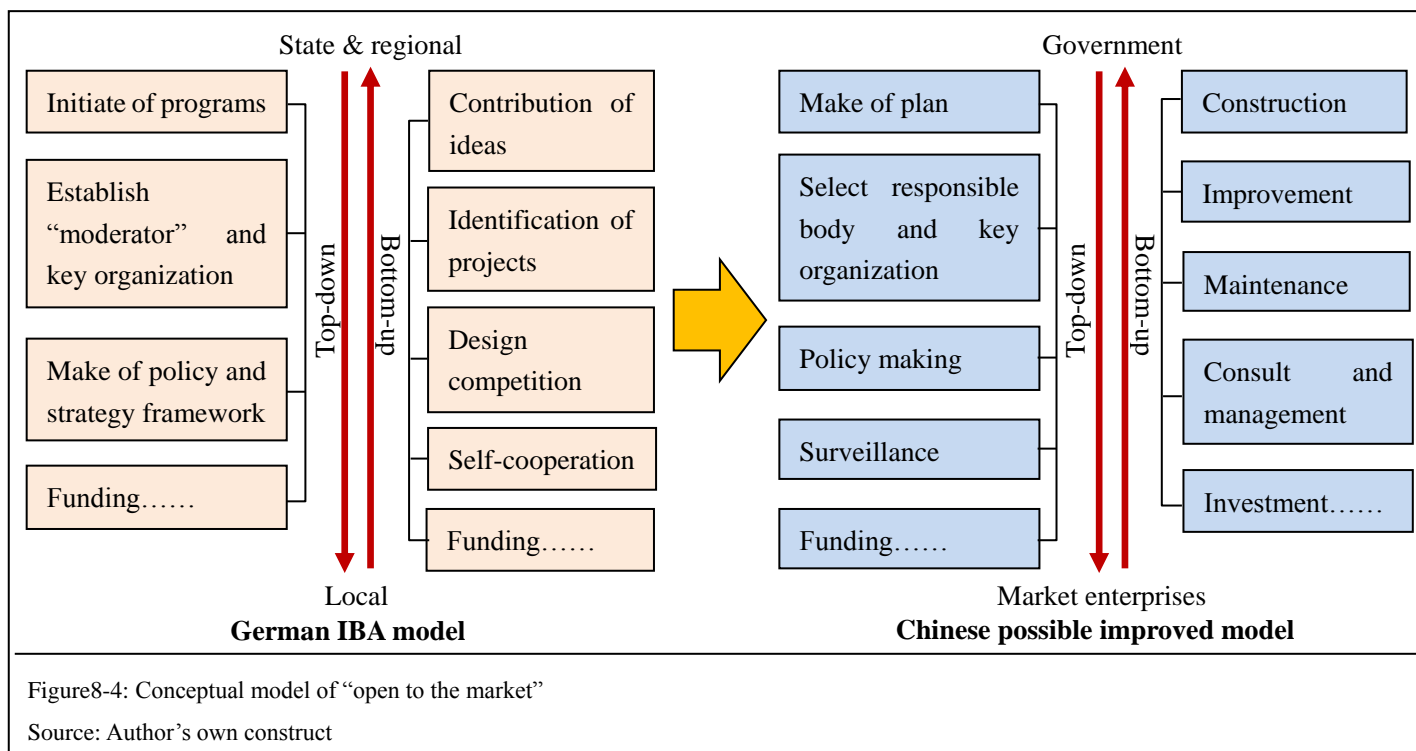 State & regional
Initiate of programs
Establish
“moderator” and
key organization
Make of policy and
strategy framework
Funding……
Top-down
Bottom-up
Contribution of
ideas
Identification of
projects
Design
competition
Self-cooperation
Funding……
Local
German IBA model
Government
Make of plan
Select responsible
body and key
organization
Policy making
Surveillance
Funding……
Top-down
Bottom-up
Construction
Improvement
Maintenance
Consult and
management
Investment……
Market enterprises
Chinese possible improved model
Figure8-4: Conceptual model of “open to the market”
Source: Author’s own construct